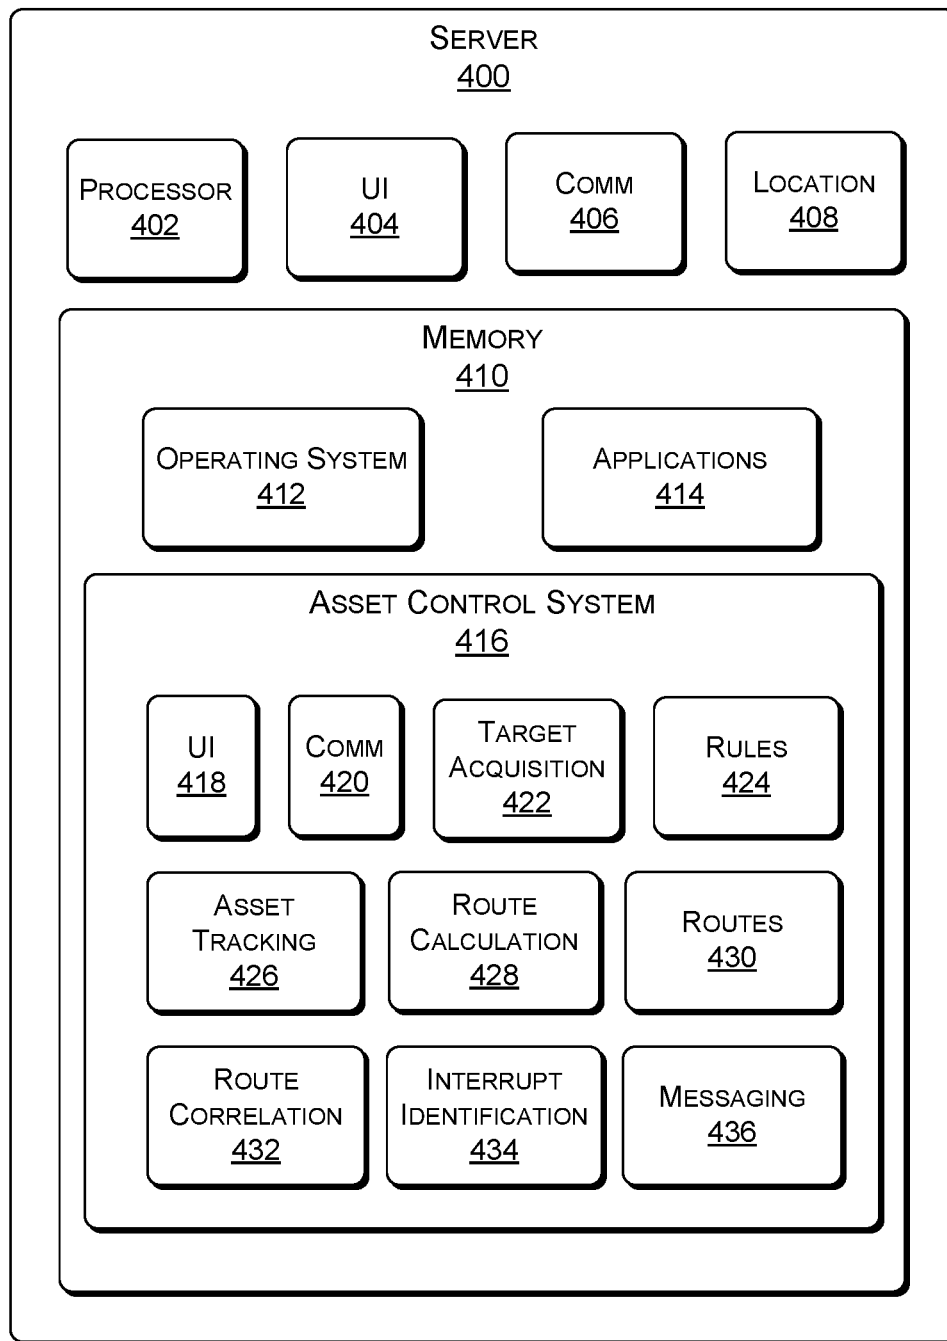 SERVER
400
PROCESSOR
402
UI
404
COMM
406
LOCATION
408
MEMORY
410
OPERATING SYSTEM
412
APPLICATIONS
414
ASSET CONTROL SYSTEM
416
UI
418
COMM
420
TARGET
ACQUISITION
422
RULES
424
ASSET
TRACKING
426
ROUTE
CALCULATION
428
ROUTES
430
ROUTE
CORRELATION
432
INTERRUPT
IDENTIFICATION
434
MESSAGING
436